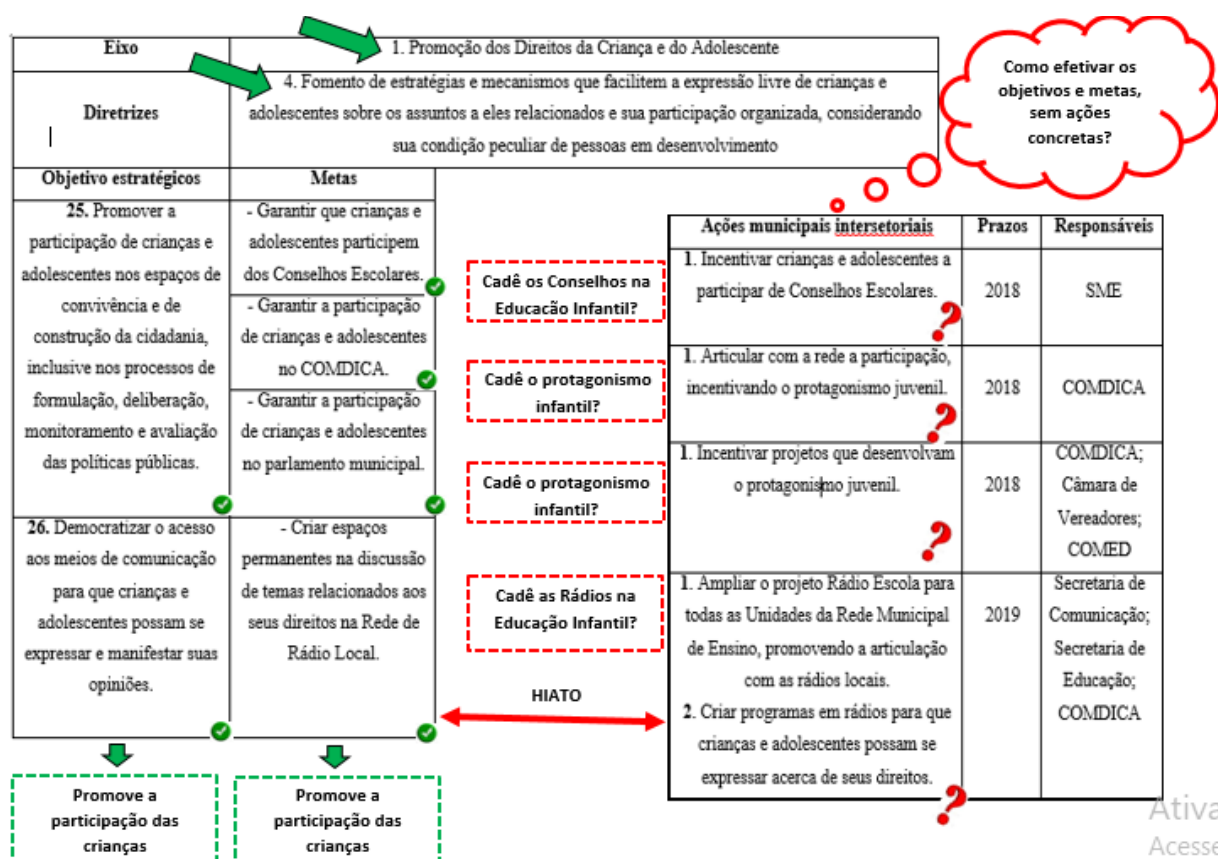 Eixo
1. Promoção dos Direitos da Criança e do Adolescente
Diretrizes
4. Fomento de estratégias e mecanismos que facilitem a expressão livre de crianças e
adolescentes sobre os assuntos a eles relacionados e sua participação organizada, considerando
sua condição peculiar de pessoas em desenvolvimento
Como efetivar os
objetivos e metas,
sem ações
concretas?
Objetivo estratégicos
Metas
25. Promover a
participação de crianças e
adolescentes nos espaços de
convivência e de
construção da cidadania,
inclusive nos processos de
formulação, deliberação,
monitoramento e avaliação
das políticas públicas.
- Garantir que crianças e
adolescentes participem
dos Conselhos Escolares.
- Garantir a participação
de crianças e adolescentes
no COMDICA.
- Garantir a participação
de crianças e adolescentes
no parlamento municipal.
26. Democratizar o acesso
aos meios de comunicação
para que crianças e
adolescentes possam se
expressar e manifestar suas
opiniões.
- Criar espaços
permanentes na discussão
de temas relacionados aos
seus direitos na Rede de
Rádio Local.
Cadê os Conselhos na
Educacão Infantil?
Cadê o protagonismo
infantil?
Cadê o protagonismo
infantil?
Cadê as Rádios na
Educação Infantil?
HIATO
Ações municipais intersetoriais
Prazos
Responsáveis
1. Incentivar crianças e adolescentes a
participar de Conselhos Escolares.
2018
SME
?
1. Articular com a rede a participação,
incentivando o protagonismo juvenil.
2018
COMDICA
?
1. Incentivar projetos que desenvolvam
o protagonismo juvenil.
2018
COMDICA;
Câmara de
Vereadores;
COMED
?
1. Ampliar o projeto Rádio Escola para
todas as Unidades da Rede Municipal
de Ensino, promovendo a articulação
com as rádios locais.
2. Criar programas em rádios para que
crianças e adolescentes possam se
expressar acerca de seus direitos.
2019
Secretaria de
Comunicação;
Secretaria de
Educação;
COMDICA
?
Promove a
participação das
crianças
Promove a
participação das
crianças
Ativa
Acesse